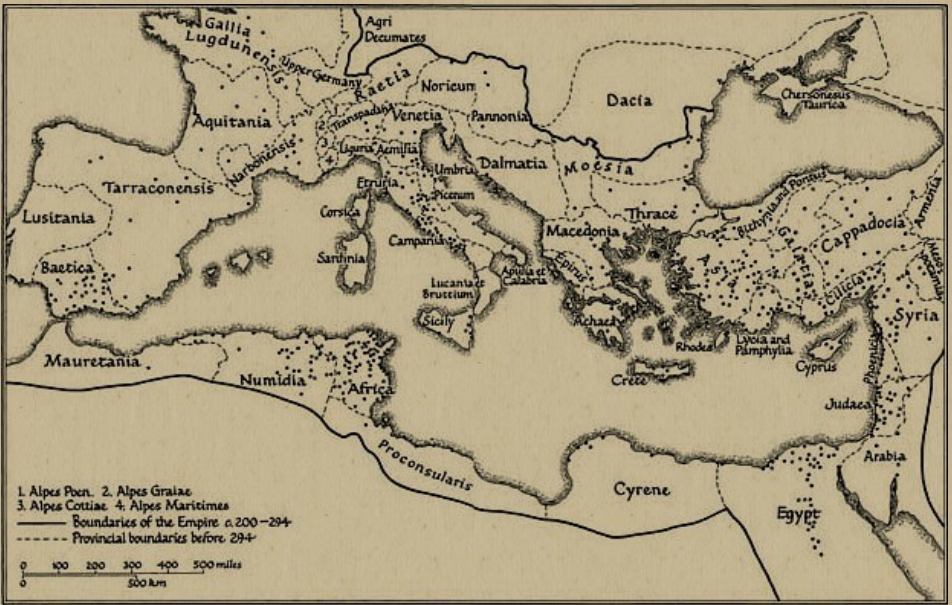 Gallia
Lugdunensis
Agri
Decumates
Upper Germany
Raetia
Noricum
Dacia
Chersonesus
Taurica
Aquitania
2
Transpadana
Venetia
Pannonia
3
4
Liguria
Aemilia
Narbonensis
Umbria
Dalmatia
Moesia
Tarraconensis
Etruria
Picenum
Bithynia and Pontus
Armenia
Lusitania
Corsica
Thrace
Macedonia
Galatia
Cappadocia
Campania
Baetica
Sardinia
Apulia et
Calabria
Epirus
Asia
Cilicia
Mesopotamia
Lucania et
Bruttium
Syria
Sicily
Achaea
Rhodes
Lycia and
Pamphylia
Cyprus
Phoenice
Mauretania
Numidia
Africa
Crete
Judaea
Proconsularis
Cyrene
Arabia
Egypt
1. Alpes Poen. 2. Alpes Graiae
3. Alpes Cottiae 4. Alpes Maritimes
Boundaries of the Empire c.200–294
Provincial boundaries before 294
0 100 200 300 400 500 miles
0 500 km